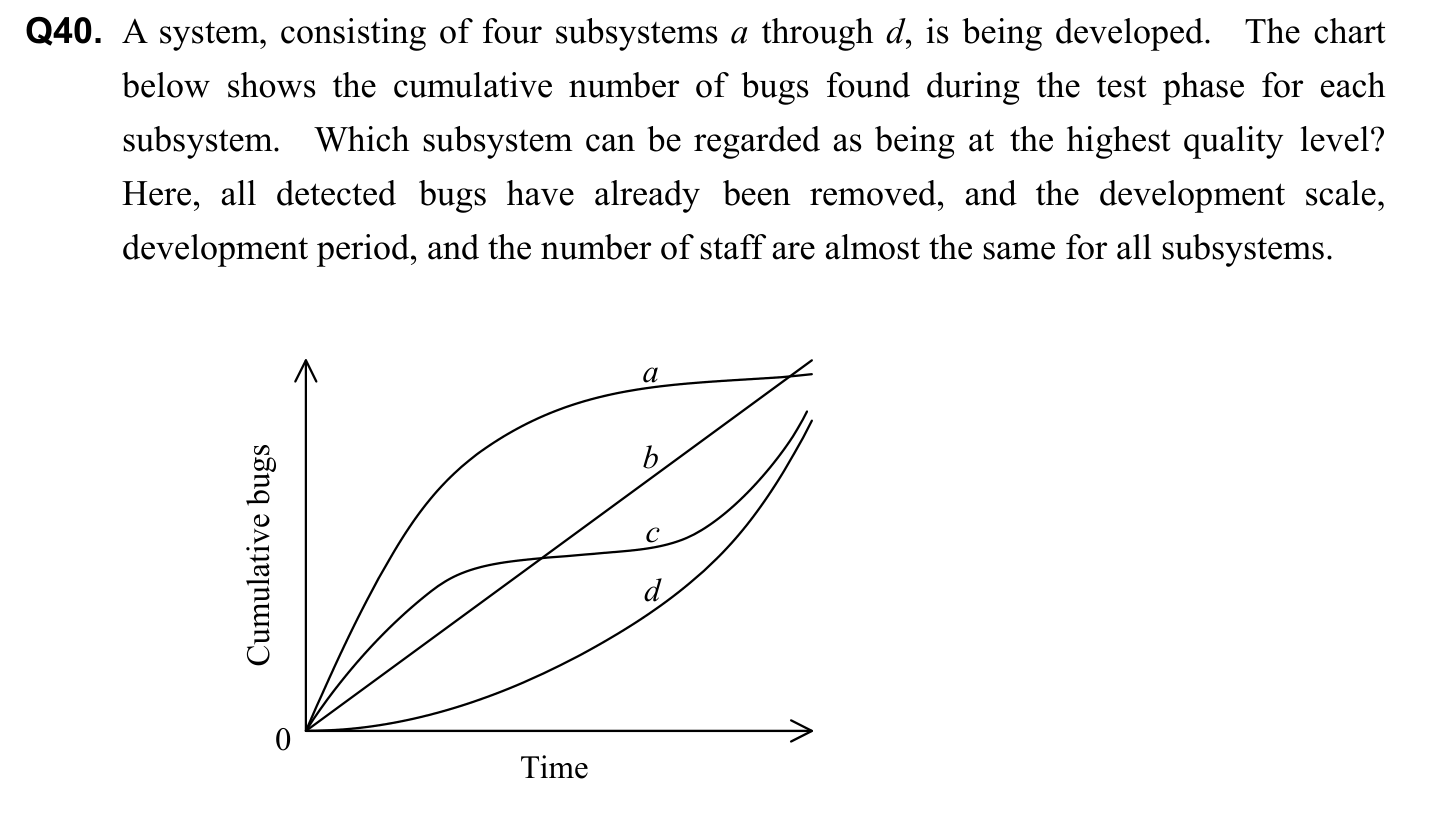 Q40. A system, consisting of four subsystems a through d, is being developed. The chart
below shows the cumulative number of bugs found during the test phase for each
subsystem. Which subsystem can be regarded as being at the highest quality level?
Here, all detected bugs have already been removed, and the development scale,
development period, and the number of staff are almost the same for all subsystems.
a
b
c
d
Cumulative bugs
0
Time